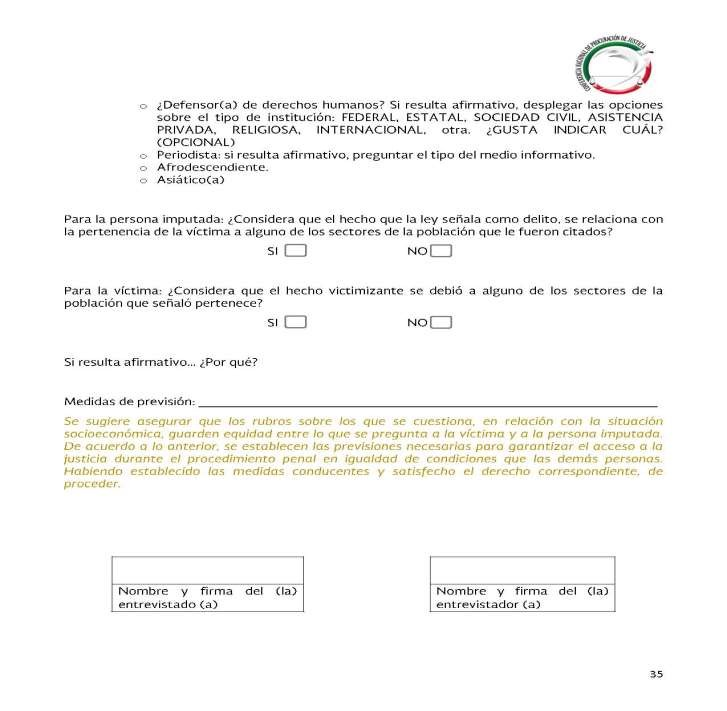 CONFERENCIA NACIONAL DE PROCURACIÓN DE JUSTICIA
o ¿Defensor(a) de derechos humanos? Si resulta afirmativo, desplegar las opciones
sobre el tipo de institución: FEDERAL, ESTATAL, SOCIEDAD CIVIL, ASISTENCIA
PRIVADA, RELIGIOSA, INTERNACIONAL, otra. ¿GUSTA INDICAR CUÁL?
(OPCIONAL)
o Periodista: si resulta afirmativo, preguntar el tipo del medio informativo.
o Afrodescendiente.
o Asiático(a)
Para la persona imputada: ¿Considera que el hecho que la ley señala como delito, se relaciona con
la pertenencia de la víctima a alguno de los sectores de la población que le fueron citados?
SI NO
Para la víctima: ¿Considera que el hecho victimizante se debió a alguno de los sectores de la
población que señaló pertenece?
SI NO
Si resulta afirmativo... ¿Por qué?
Medidas de previsión:
Se sugiere asegurar que los rubros sobre los que se cuestiona, en relación con la situación
socioeconómica, guarden equidad entre lo que se pregunta a la víctima y a la persona imputada.
De acuerdo a lo anterior, se establecen las previsiones necesarias para garantizar el acceso a la
justicia durante el procedimiento penal en igualdad de condiciones que las demás personas.
Habiendo establecido las medidas conducentes y satisfecho el derecho correspondiente, de
proceder.
Nombre y firma del (la)
entrevistado (a)
Nombre y firma del (la)
entrevistador (a)
35